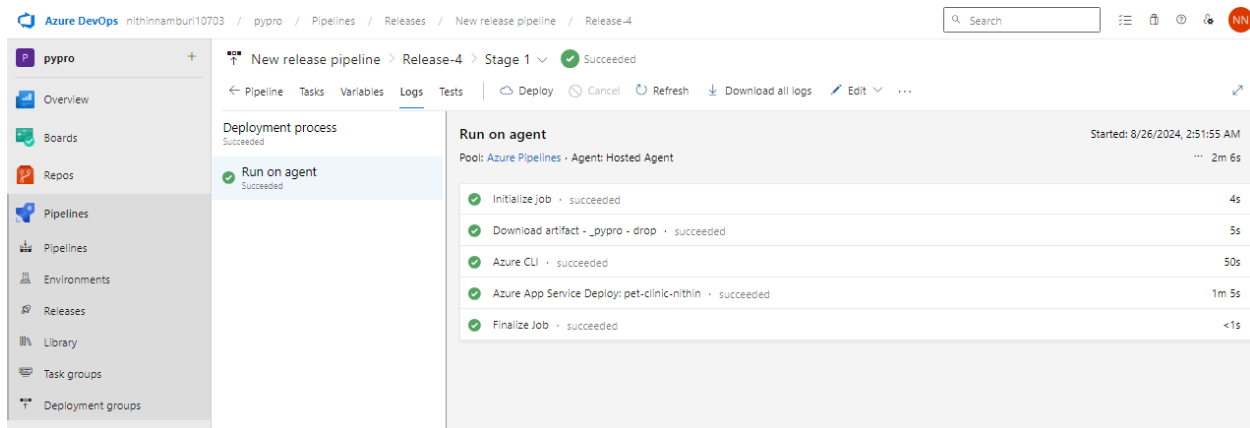 Azure DevOps nithinnamburi10703 / pypro / Pipelines / Releases / New release pipeline / Release-4 Search NN
P pypro +
Overview
Boards
Repos
Pipelines
Pipelines
Environments
Releases
Library
Task groups
Deployment groups
New release pipeline > Release-4 > Stage 1 Succeeded
← Pipeline Tasks Variables Logs Tests Deploy Cancel Refresh Download all logs Edit ...
Deployment process
Succeeded
Run on agent
Succeeded
Run on agent Started: 8/26/2024, 2:51:55 AM
Pool: Azure Pipelines · Agent: Hosted Agent ... 2m 6s
Initialize job · succeeded 4s
Download artifact - _pypro - drop · succeeded 5s
Azure CLI · succeeded 50s
Azure App Service Deploy: pet-clinic-nithin · succeeded 1m 5s
Finalize Job · succeeded <1s